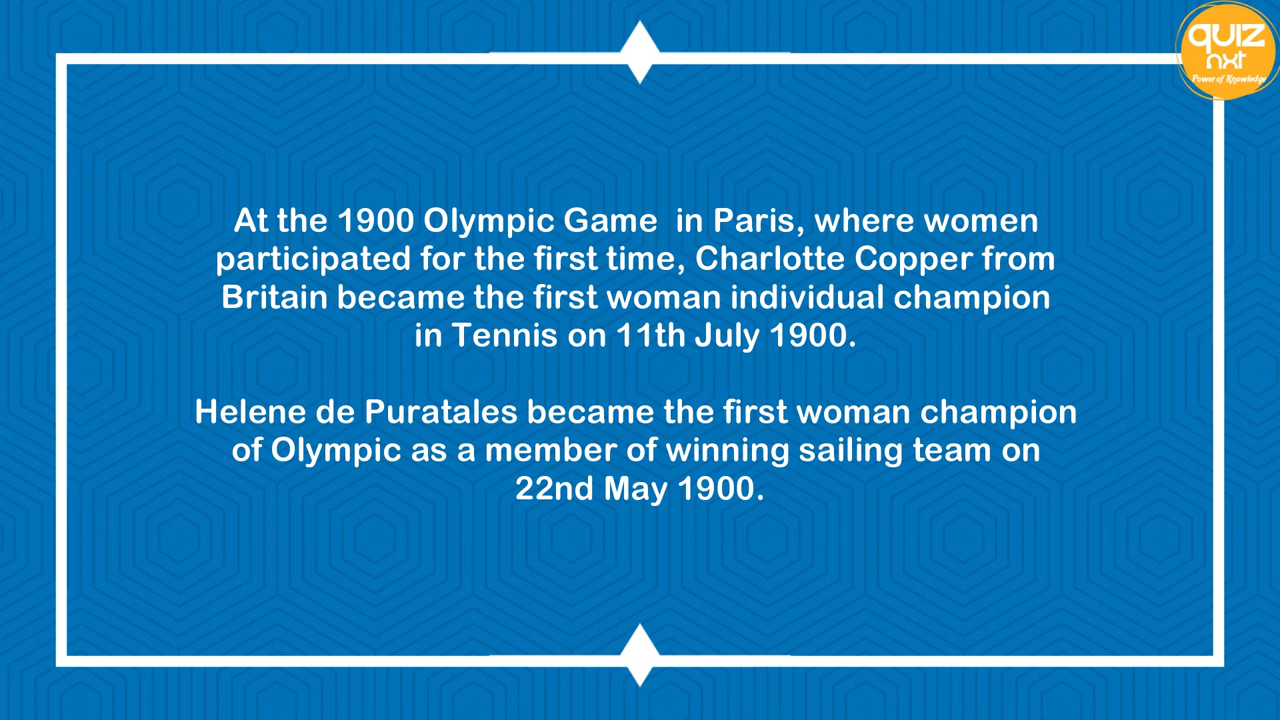 QUIZ
nxt
Power of Knowledge
At the 1900 Olympic Game  in Paris, where women
participated for the first time, Charlotte Copper from
Britain became the first woman individual champion
in Tennis on 11th July 1900.
Helene de Puratales became the first woman champion
of Olympic as a member of winning sailing team on
22nd May 1900.